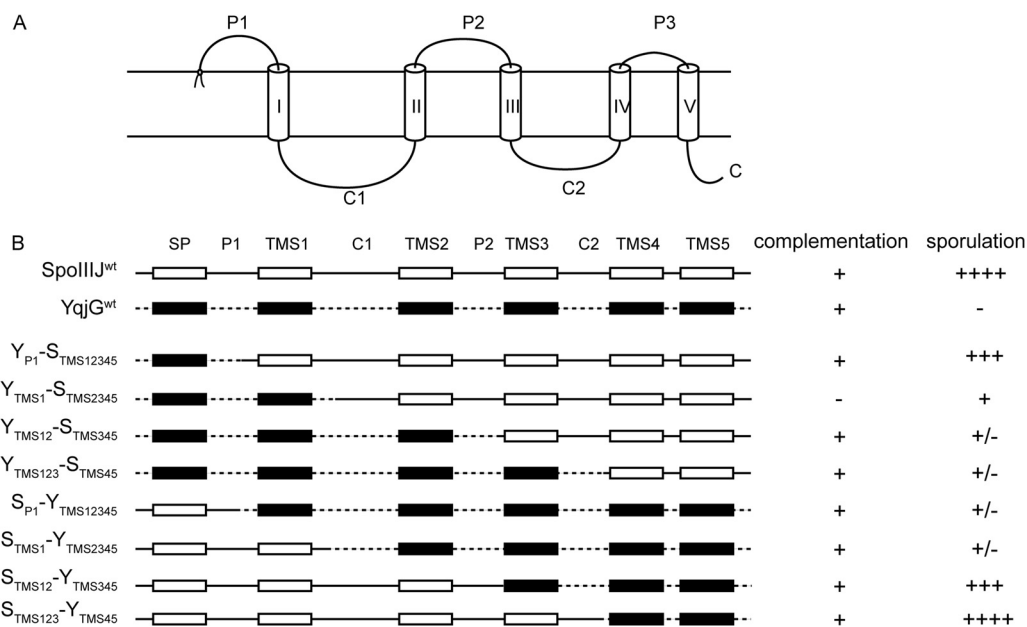 A
P1
P2
P3
I
II
III
IV
V
C1
C2
C
B
SP P1 TMS1 C1 TMS2 P2 TMS3 C2 TMS4 TMS5 complementation sporulation
SpoIIIJwt + ++++
YqjGwt + -
YP1-STMS12345 + +++
YTMS1-STMS2345 - +
YTMS12-STMS345 + +/-
YTMS123-STMS45 + +/-
SP1-YTMS12345 + +/-
STMS1-YTMS2345 + +/-
STMS12-YTMS345 + +++
STMS123-YTMS45 + ++++